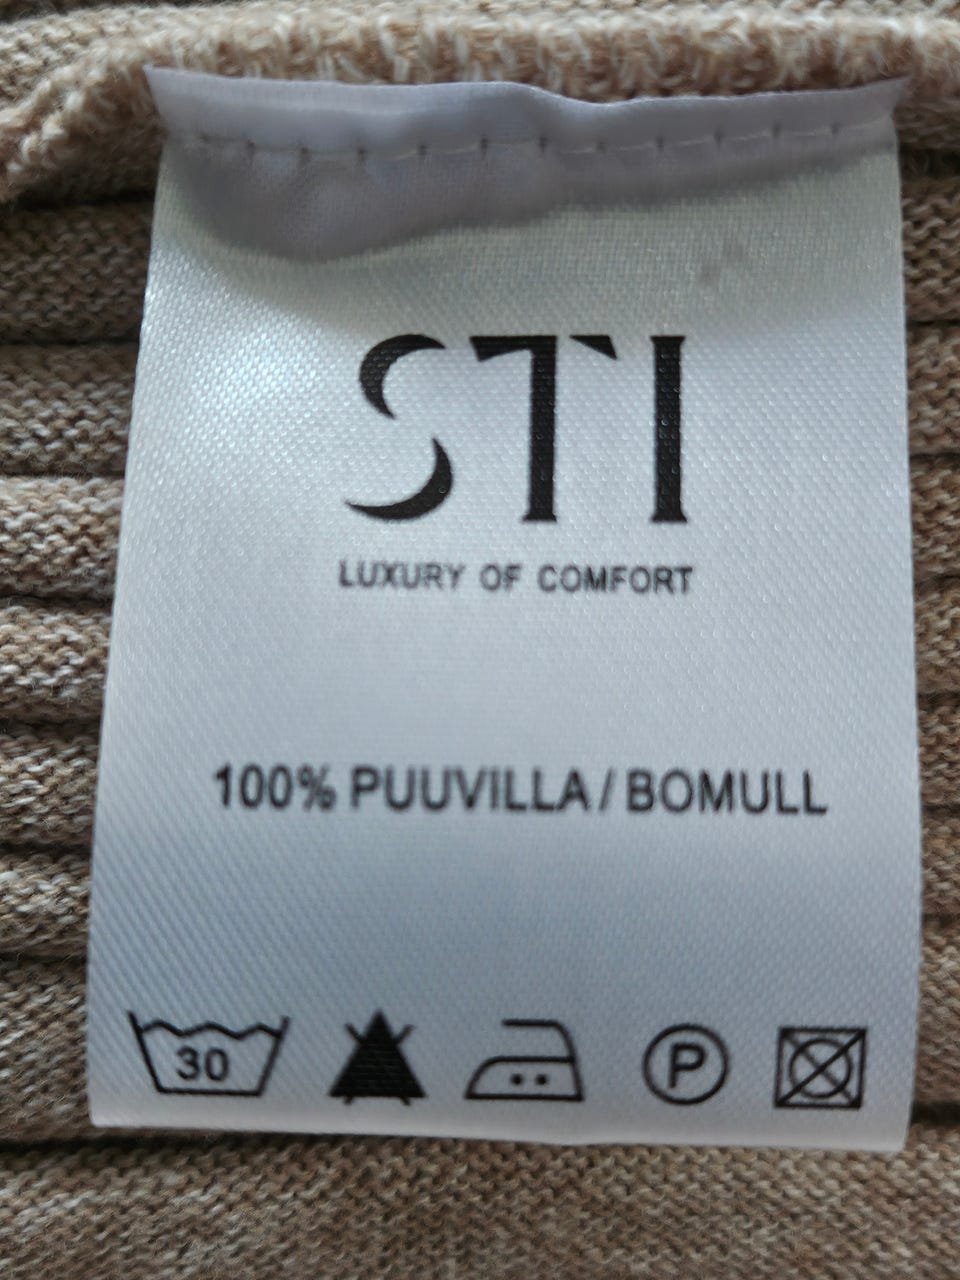 STI
LUXURY OF COMFORT
100% PUUVILLA / BOMULL
30 P